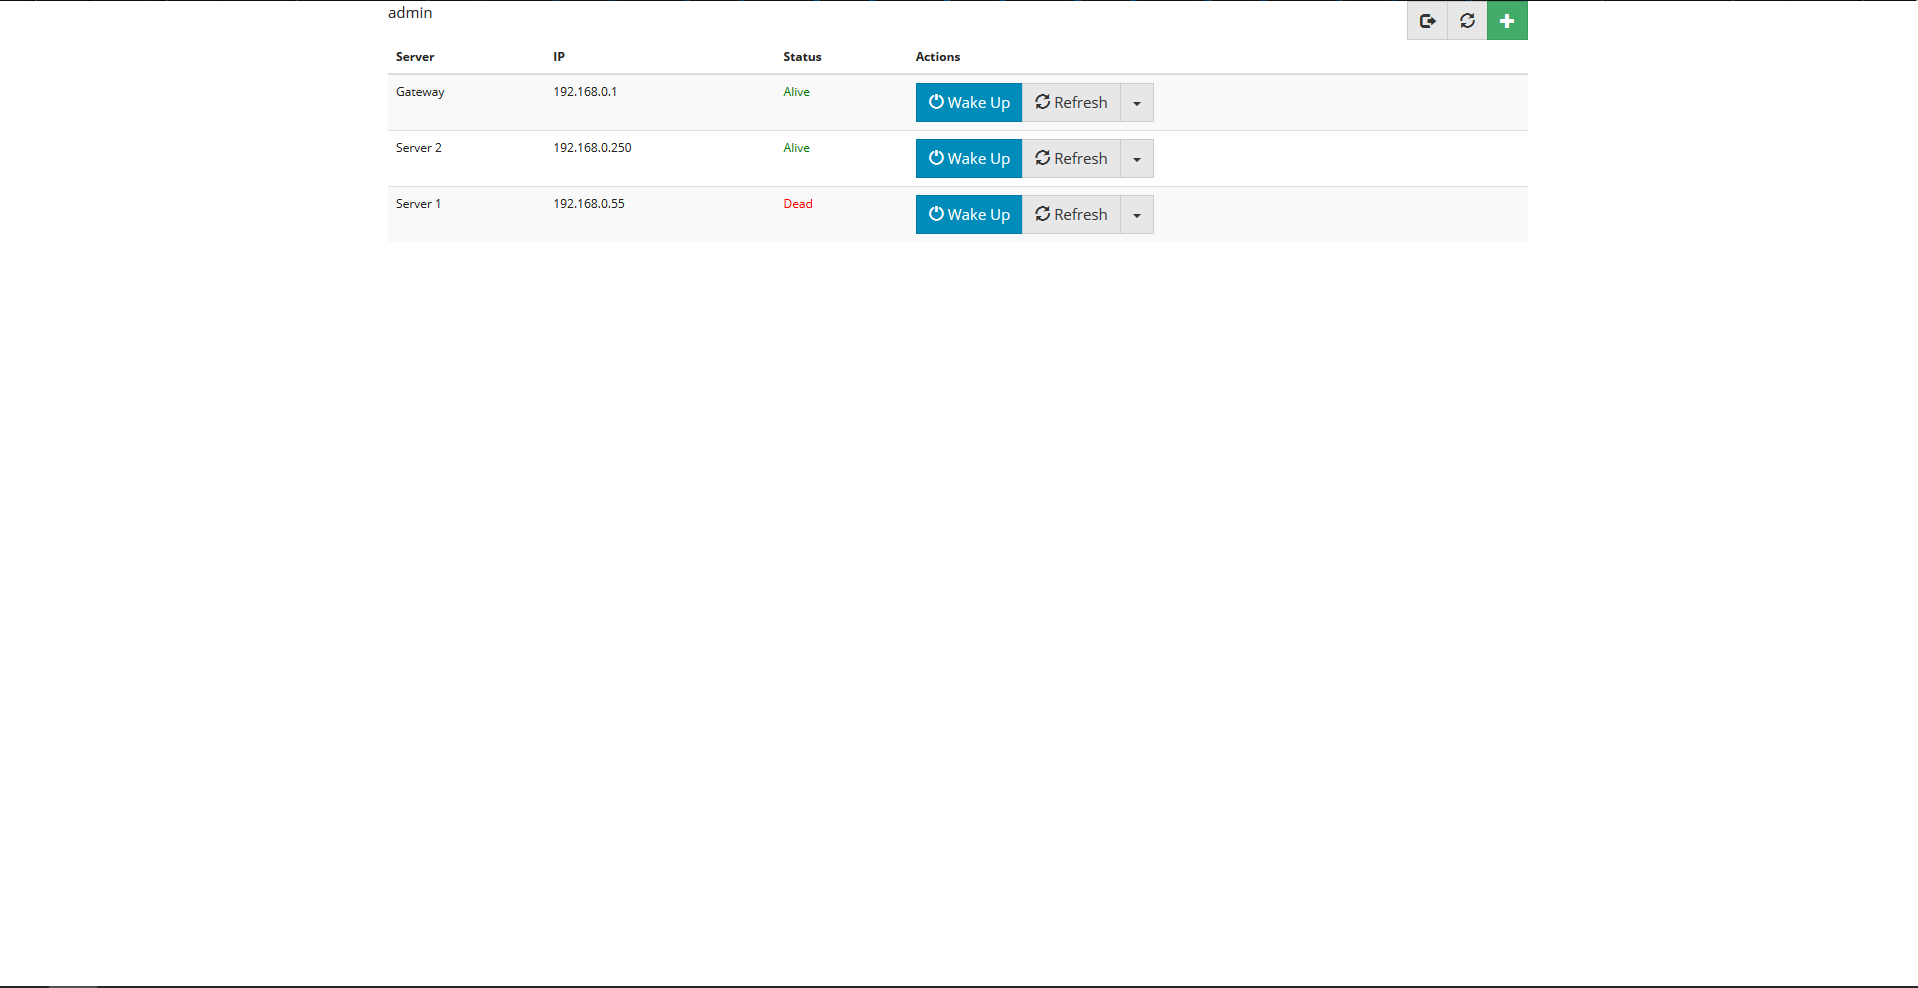 admin
Server IP Status Actions
Gateway 192.168.0.1 Alive Wake Up Refresh
Server 2 192.168.0.250 Alive Wake Up Refresh
Server 1 192.168.0.55 Dead Wake Up Refresh